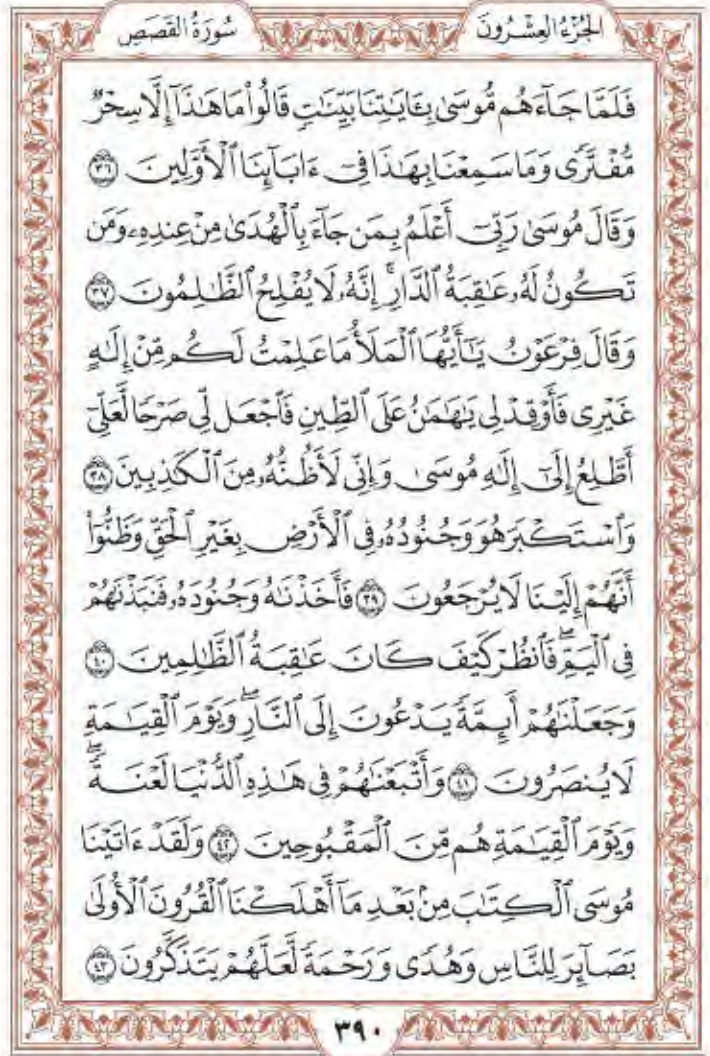 الجزء العشرون
سورة القصص
فَلَمَّا جَآءَهُم مُّوسَىٰ بِـَٔايَٰتِنَا بَيِّنَٰتٖ قَالُواْ مَا هَٰذَآ إِلَّا سِحۡرٞ
مُّفۡتَرٗى وَمَا سَمِعۡنَا بِهَٰذَا فِيٓ ءَابَآئِنَا ٱلۡأَوَّلِينَ ٣٦
وَقَالَ مُوسَىٰ رَبِّيٓ أَعۡلَمُ بِمَن جَآءَ بِٱلۡهُدَىٰ مِنۡ عِندِهِۦ وَمَن
تَكُونُ لَهُۥ عَٰقِبَةُ ٱلدَّارِۚ إِنَّهُۥ لَا يُفۡلِحُ ٱلظَّٰلِمُونَ ٣٧
وَقَالَ فِرۡعَوۡنُ يَٰٓأَيُّهَا ٱلۡمَلَأُ مَا عَلِمۡتُ لَكُم مِّنۡ إِلَٰهٍ
غَيۡرِي فَأَوۡقِدۡ لِي يَٰهَٰمَٰنُ عَلَى ٱلطِّينِ فَٱجۡعَل لِّي صَرۡحٗا لَّعَلِّيٓ
أَطَّلِعُ إِلَىٰٓ إِلَٰهِ مُوسَىٰ وَإِنِّي لَأَظُنُّهُۥ مِنَ ٱلۡكَٰذِبِينَ ٣٨
وَٱسۡتَكۡبَرَ هُوَ وَجُنُودُهُۥ فِي ٱلۡأَرۡضِ بِغَيۡرِ ٱلۡحَقِّ وَظَنُّوٓاْ
أَنَّهُمۡ إِلَيۡنَا لَا يُرۡجَعُونَ ٣٩ فَأَخَذۡنَٰهُ وَجُنُودَهُۥ فَنَبَذۡنَٰهُمۡ
فِي ٱلۡيَمِّۖ فَٱنظُرۡ كَيۡفَ كَانَ عَٰقِبَةُ ٱلظَّٰلِمِينَ ٤٠
وَجَعَلۡنَٰهُمۡ أَئِمَّةٗ يَدۡعُونَ إِلَى ٱلنَّارِۖ وَيَوۡمَ ٱلۡقِيَٰمَةِ
لَا يُنصَرُونَ ٤١ وَأَتۡبَعۡنَٰهُمۡ فِي هَٰذِهِ ٱلدُّنۡيَا لَعۡنَةٗۖ
وَيَوۡمَ ٱلۡقِيَٰمَةِ هُم مِّنَ ٱلۡمَقۡبُوحِينَ ٤٢ وَلَقَدۡ ءَاتَيۡنَا
مُوسَى ٱلۡكِتَٰبَ مِنۢ بَعۡدِ مَآ أَهۡلَكۡنَا ٱلۡقُرُونَ ٱلۡأُولَىٰ
بَصَآئِرَ لِلنَّاسِ وَهُدٗى وَرَحۡمَةٗ لَّعَلَّهُمۡ يَتَذَكَّرُونَ ٤٣
٣٩٠